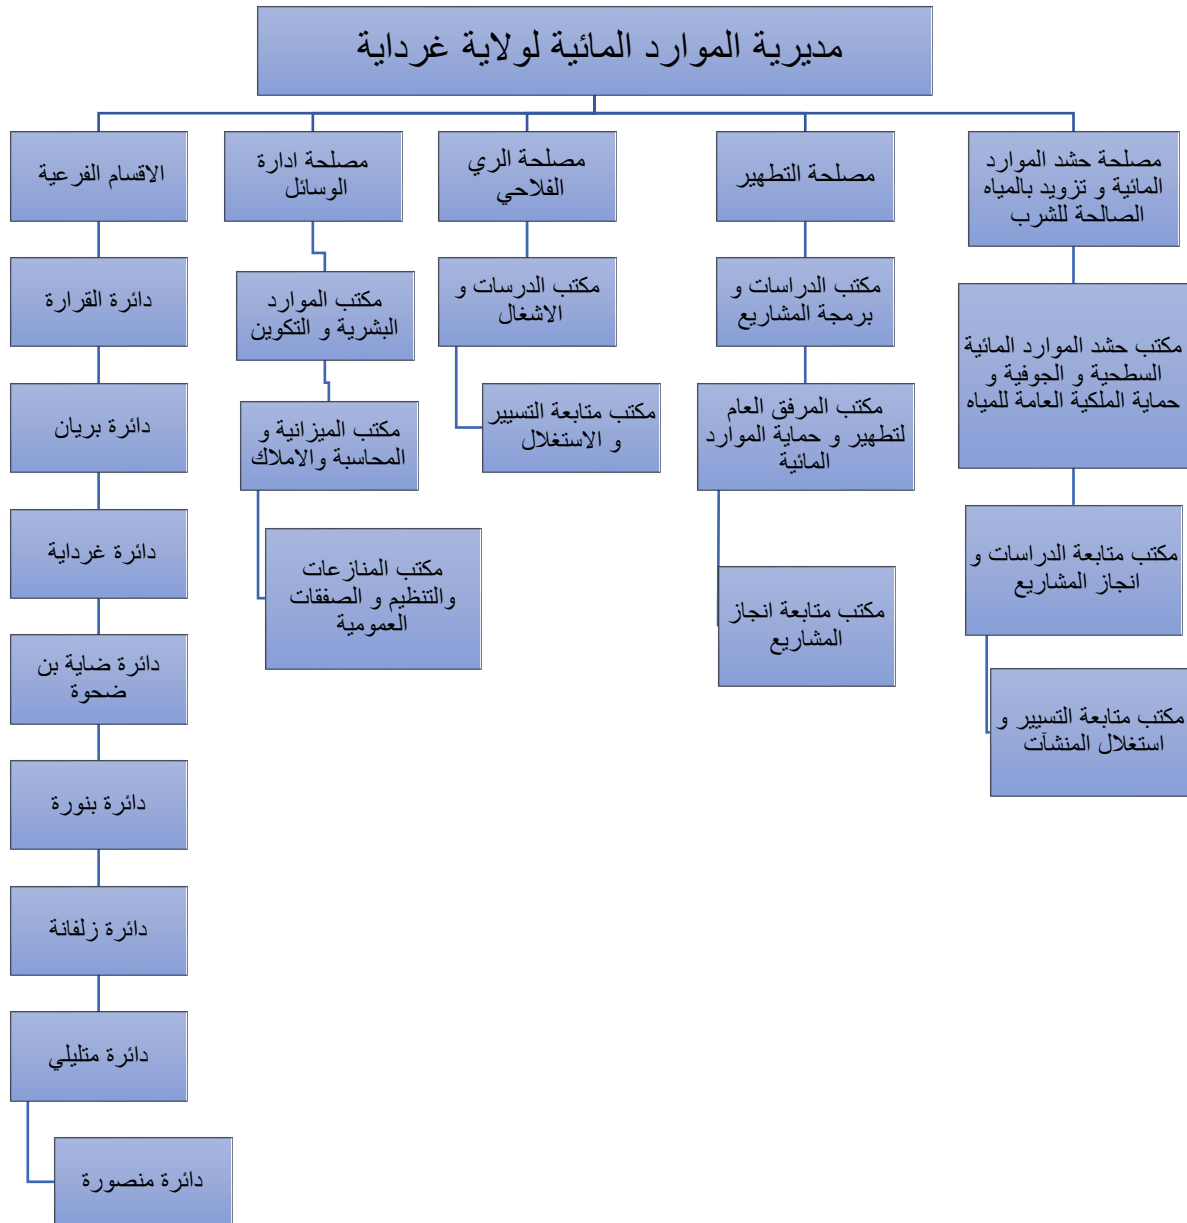 مديرية الموارد المائية لولاية غرداية
مصلحة حشد الموارد
المائية و تزويد بالمياه
الصالحة للشرب
مكتب حشد الموارد المائية
السطحية و الجوفية و
حماية الملكية العامة للمياه
مكتب متابعة الدراسات و
انجاز المشاريع
مكتب متابعة التسيير و
استغلال المنشآت
مصلحة التطهير
مكتب الدراسات و
برمجة المشاريع
مكتب المرفق العام
لتطهير و حماية الموارد
المائية
مكتب متابعة انجاز
المشاريع
مصلحة الري
الفلاحي
مكتب الدرسات و
الاشغال
مكتب متابعة التسيير
و الاستغلال
مصلحة ادارة
الوسائل
مكتب الموارد
البشرية و التكوين
مكتب الميزانية و
المحاسبة والاملاك
مكتب المنازعات
والتنظيم و الصفقات
العمومية
الاقسام الفرعية
دائرة القرارة
دائرة بريان
دائرة غرداية
دائرة ضاية بن
ضحوة
دائرة بنورة
دائرة زلفانة
دائرة متليلي
دائرة منصورة